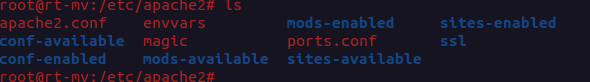 root@rt-mv:/etc/apache2# ls
apache2.conf envvars mods-enabled sites-enabled
conf-available magic ports.conf ssl
conf-enabled mods-available sites-available
root@rt-mv:/etc/apache2#